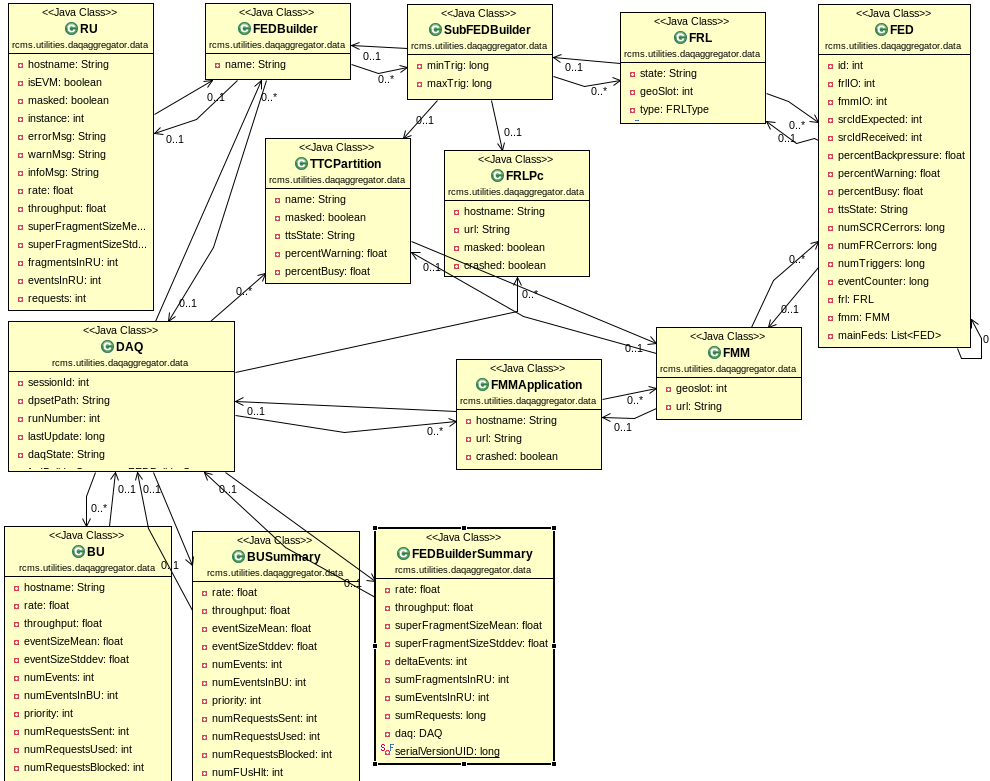 <<Java Class>>
RU
rcms.utilities.daqaggregator.data
hostname: String
isEVM: boolean
masked: boolean
instance: int
errorMsg: String
warnMsg: String
infoMsg: String
rate: float
throughput: float
superFragmentSizeMe...
superFragmentSizeStd...
fragmentsInRU: int
eventsInRU: int
requests: int
<<Java Class>>
FEDBuilder
rcms.utilities.daqaggregator.data
name: String
<<Java Class>>
SubFEDBuilder
rcms.utilities.daqaggregator.data
minTrig: long
maxTrig: long
<<Java Class>>
FRL
rcms.utilities.daqaggregator.data
state: String
geoSlot: int
type: FRLType
<<Java Class>>
FED
rcms.utilities.daqaggregator.data
id: int
frlIO: int
fmmIO: int
srcIdExpected: int
srcIdReceived: int
percentBackpressure: float
percentWarning: float
percentBusy: float
ttsState: String
numSCRCerrors: long
numFRCerrors: long
numTriggers: long
eventCounter: long
frl: FRL
fmm: FMM
mainFeds: List<FED>
<<Java Class>>
TTCPartition
rcms.utilities.daqaggregator.data
name: String
masked: boolean
ttsState: String
percentWarning: float
percentBusy: float
<<Java Class>>
FRLPc
rcms.utilities.daqaggregator.data
hostname: String
url: String
masked: boolean
crashed: boolean
<<Java Class>>
DAQ
rcms.utilities.daqaggregator.data
sessionId: int
dpsetPath: String
runNumber: int
lastUpdate: long
daqState: String
<<Java Class>>
FMMApplication
rcms.utilities.daqaggregator.data
hostname: String
url: String
crashed: boolean
<<Java Class>>
FMM
rcms.utilities.daqaggregator.data
geoslot: int
url: String
<<Java Class>>
BU
rcms.utilities.daqaggregator.data
hostname: String
rate: float
throughput: float
eventSizeMean: float
eventSizeStddev: float
numEvents: int
numEventsInBU: int
priority: int
numRequestsSent: int
numRequestsUsed: int
numRequestsBlocked: int
<<Java Class>>
BUSummary
rcms.utilities.daqaggregator.data
rate: float
throughput: float
eventSizeMean: float
eventSizeStddev: float
numEvents: int
numEventsInBU: int
priority: int
numRequestsSent: int
numRequestsUsed: int
numRequestsBlocked: int
numFUsHlt: int
<<Java Class>>
FEDBuilderSummary
rcms.utilities.daqaggregator.data
rate: float
throughput: float
superFragmentSizeMean: float
superFragmentSizeStddev: float
deltaEvents: int
sumFragmentsInRU: int
sumEventsInRU: int
sumRequests: long
daq: DAQ
serialVersionUID: long
0..1
0..1
0..*
0..1
0..*
0..1
0..*
0..*
0..1
0..1
0..1
0..1
0..*
0..1
0..*
0..*
0..1
0..1
0..1
0..*
0..*
0..1
0
0..*
0..1
0..1
0..1
0..1
0..1